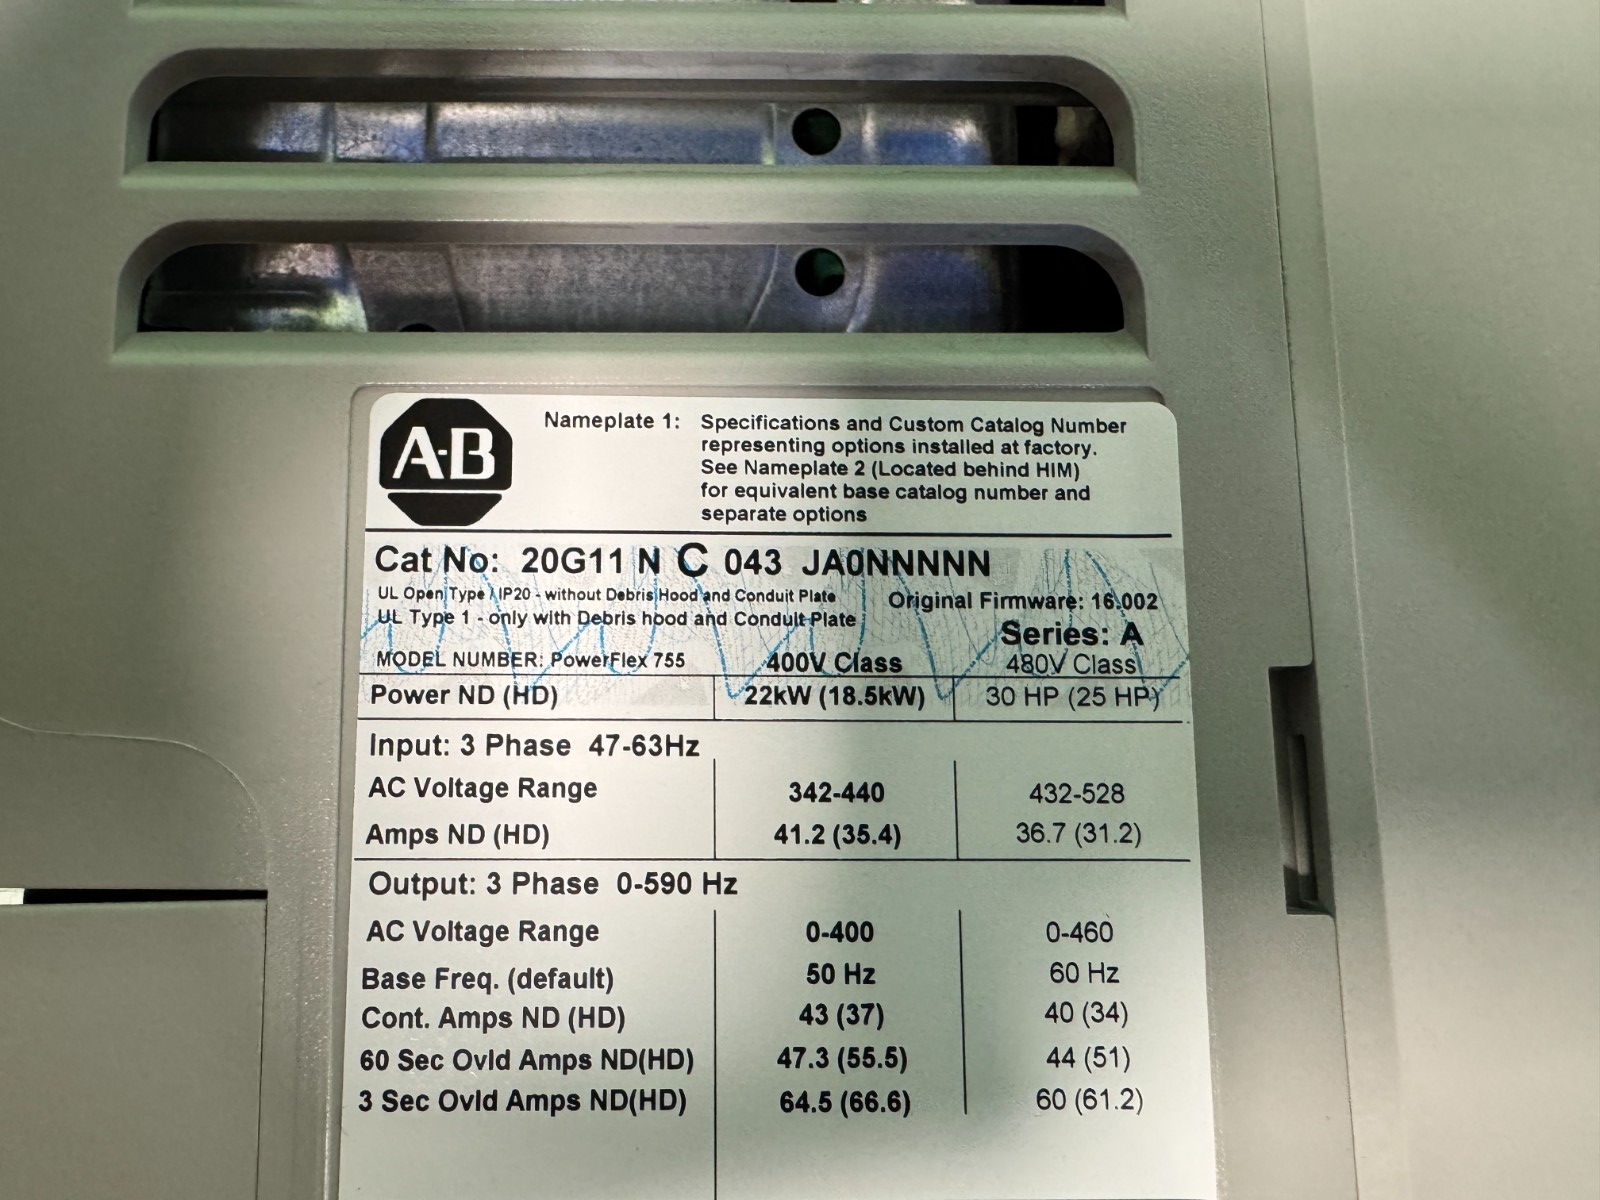 A-B
Nameplate 1: Specifications and Custom Catalog Number
representing options installed at factory.
See Nameplate 2 (Located behind HIM)
for equivalent base catalog number and
separate options
Cat No: 20G11 N C 043 JA0NNNNN
UL Open Type / IP20 - without Debris Hood and Conduit Plate
Original Firmware: 16.002
UL Type 1 - only with Debris hood and Conduit Plate
Series: A
MODEL NUMBER: PowerFlex 755 400V Class 480V Class
Power ND (HD) 22kW (18.5kW) 30 HP (25 HP)
Input: 3 Phase 47-63Hz
AC Voltage Range 342-440 432-528
Amps ND (HD) 41.2 (35.4) 36.7 (31.2)
Output: 3 Phase 0-590 Hz
AC Voltage Range 0-400 0-460
Base Freq. (default) 50 Hz 60 Hz
Cont. Amps ND (HD) 43 (37) 40 (34)
60 Sec Ovld Amps ND(HD) 47.3 (55.5) 44 (51)
3 Sec Ovld Amps ND(HD) 64.5 (66.6) 60 (61.2)